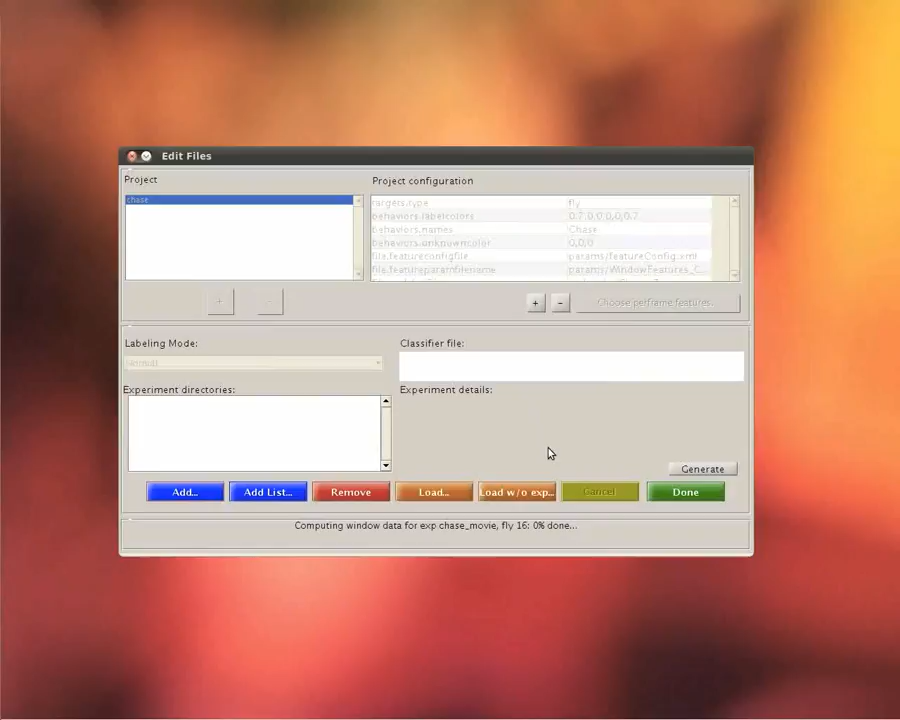 Edit Files
Project
Project configuration
chase
targets.type fly
behaviors.labelcolors 0.7,0,0,0,0,0.7
behaviors.names Chase
behaviors.unknowncolor 0,0,0
file.featureconfigfile params/featureConfig.xml
file.featureparamfilename params/WindowFeatures_C...
+ -
+ - Choose perframe features.
Labeling Mode:
Classifier file:
Normal
Experiment directories:
Experiment details:
Generate
Add... Add List... Remove Load... Load w/o exp... Cancel Done
Computing window data for exp chase_movie, fly 16: 0% done...